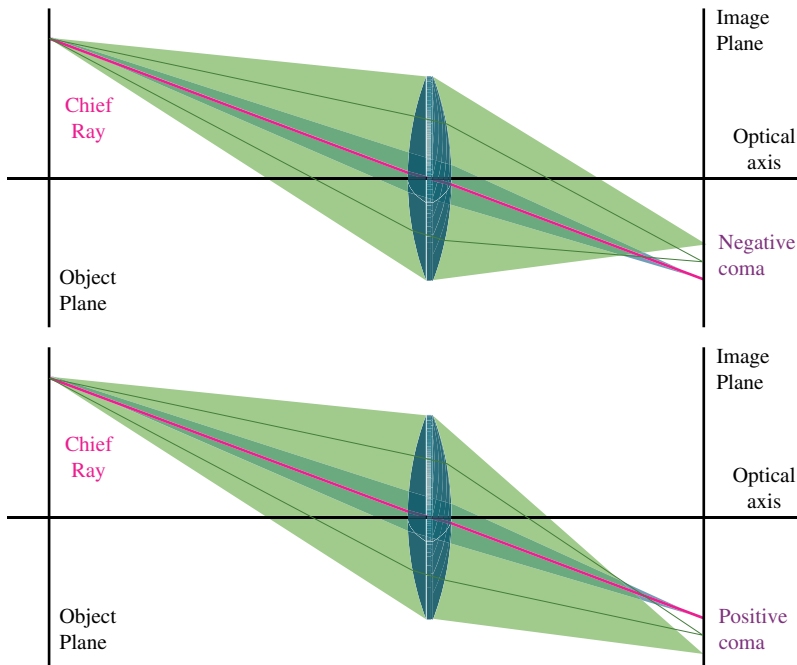 Image
Plane
Chief
Ray
Optical
axis
Negative
coma
Object
Plane
Image
Plane
Chief
Ray
Optical
axis
Object
Plane
Positive
coma